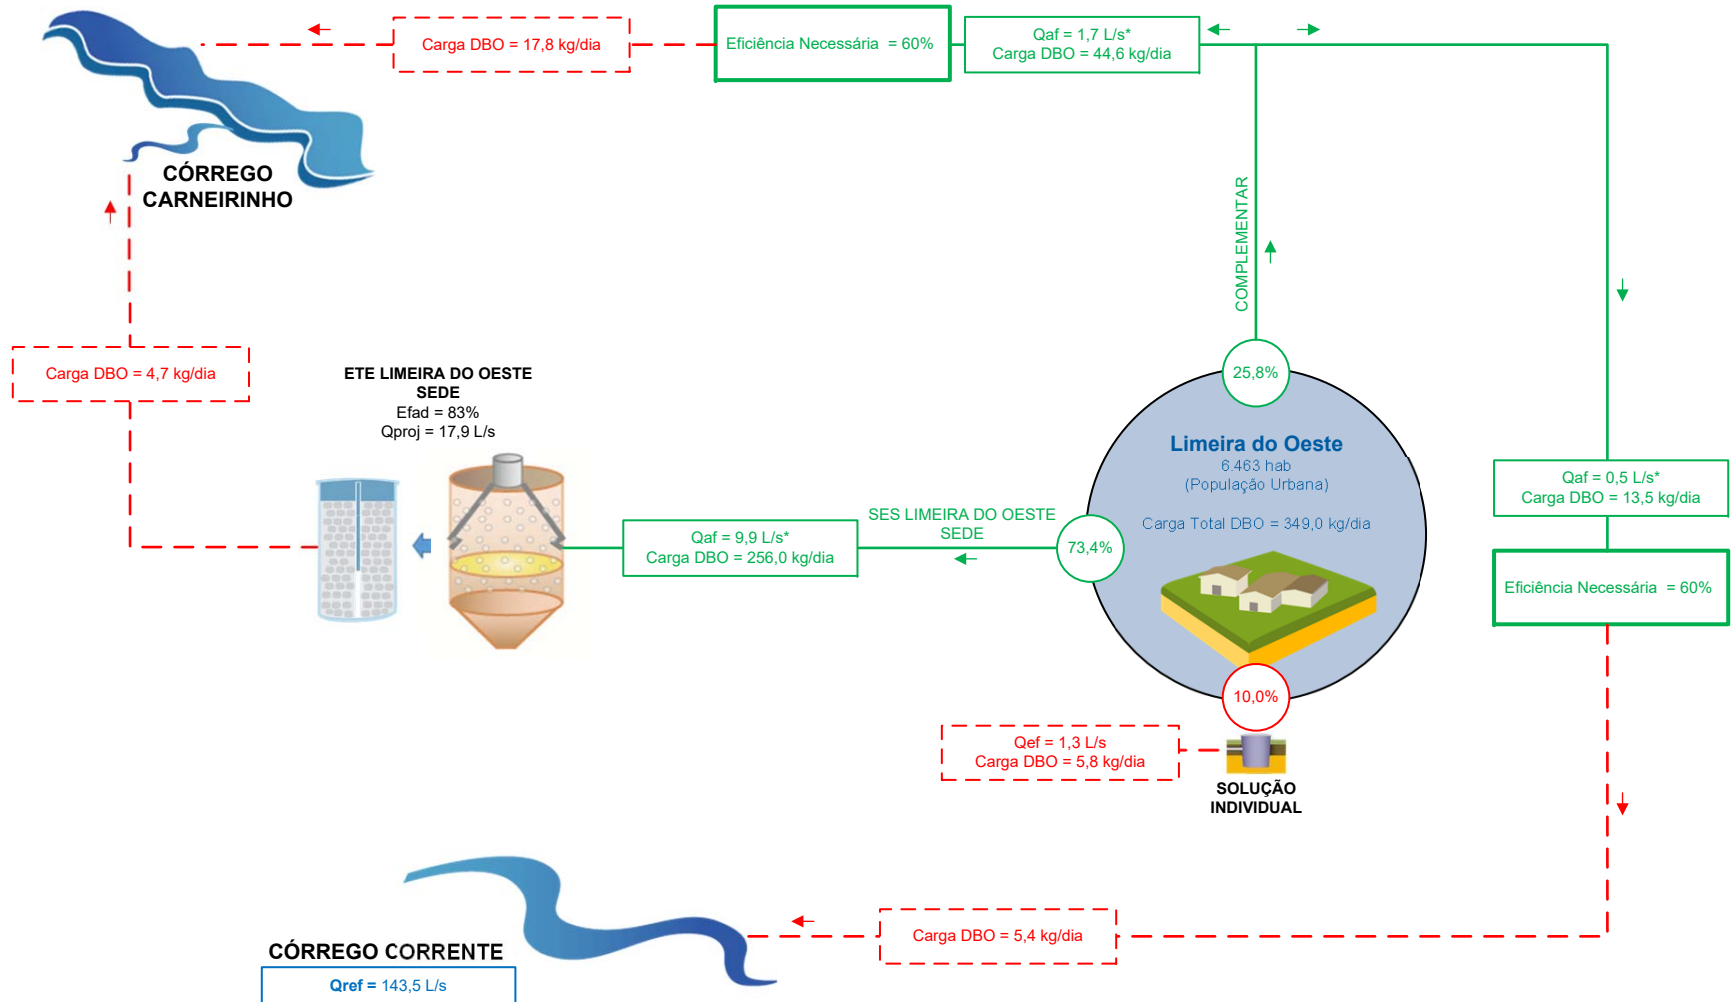 Carga DBO = 17,8 kg/dia
Eficiência Necessária = 60%
Qaf = 1,7 L/s*
Carga DBO = 44,6 kg/dia
CÓRREGO
CARNEIRINHO
COMPLEMENTAR
Carga DBO = 4,7 kg/dia
ETE LIMEIRA DO OESTE
SEDE
Efad = 83%
Qproj = 17,9 L/s
25,8%
Limeira do Oeste
6.463 hab
(População Urbana)
Carga Total DBO = 349,0 kg/dia
Qaf = 0,5 L/s*
Carga DBO = 13,5 kg/dia
SES LIMEIRA DO OESTE
SEDE
Qaf = 9,9 L/s*
Carga DBO = 256,0 kg/dia
73,4%
Eficiência Necessária = 60%
10,0%
Qef = 1,3 L/s
Carga DBO = 5,8 kg/dia
SOLUÇÃO
INDIVIDUAL
Carga DBO = 5,4 kg/dia
CÓRREGO CORRENTE
Qref = 143,5 L/s